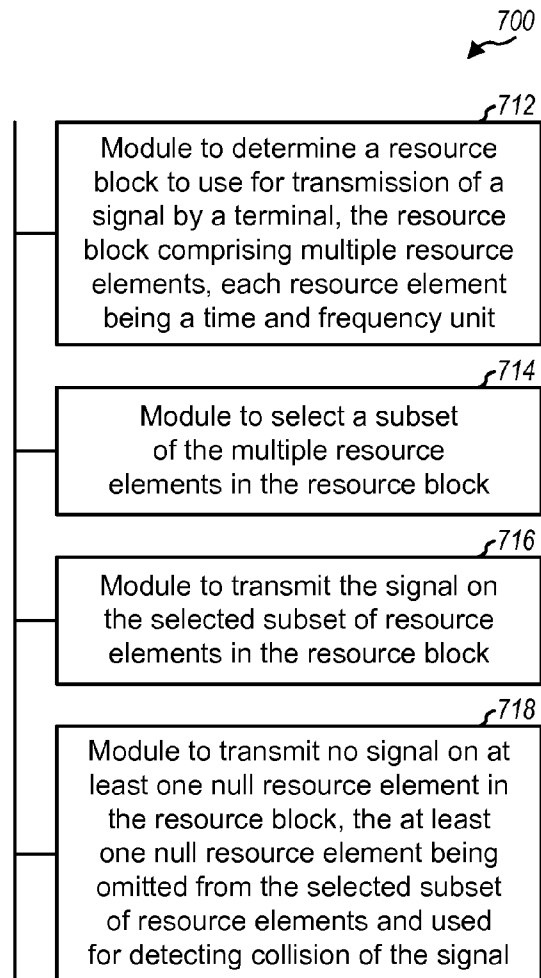 700
712
Module to determine a resource
block to use for transmission of a
signal by a terminal, the resource
block comprising multiple resource
elements, each resource element
being a time and frequency unit
714
Module to select a subset
of the multiple resource
elements in the resource block
716
Module to transmit the signal on
the selected subset of resource
elements in the resource block
718
Module to transmit no signal on at
least one null resource element in
the resource block, the at least
one null resource element being
omitted from the selected subset
of resource elements and used
for detecting collision of the signal